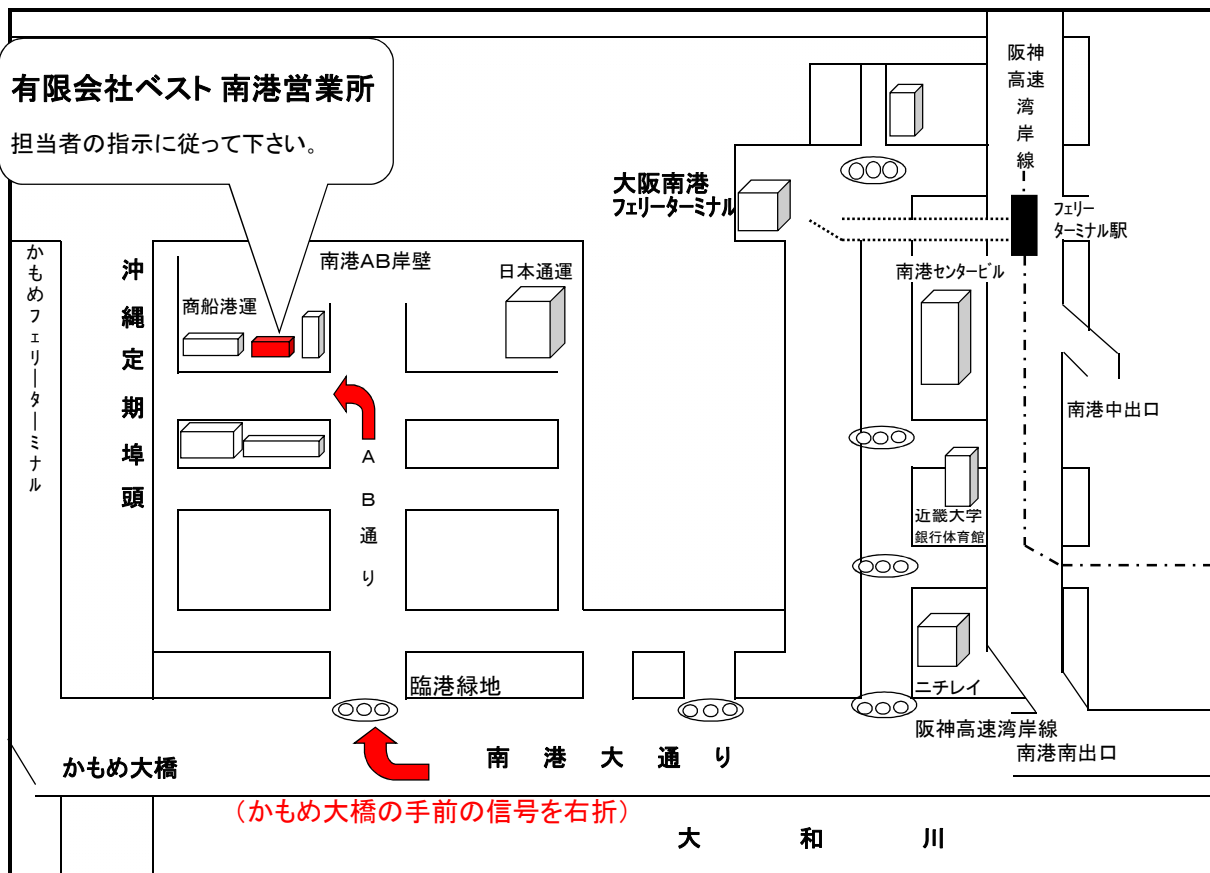 有限会社ベスト 南港営業所
担当者の指示に従って下さい。
阪神
高速
湾
岸
線
大阪南港
フェリーターミナル
フェリー
ターミナル駅
かもめフェリーターミナル
沖縄定期埠頭
南港AB岸壁
商船港運
日本通運
南港センタービル
南港中出口
AB通り
近畿大学
銀行体育館
臨港緑地
ニチレイ
阪神高速湾岸線
南港南出口
かもめ大橋
南港大通り
(かもめ大橋の手前の信号を右折)
大和川